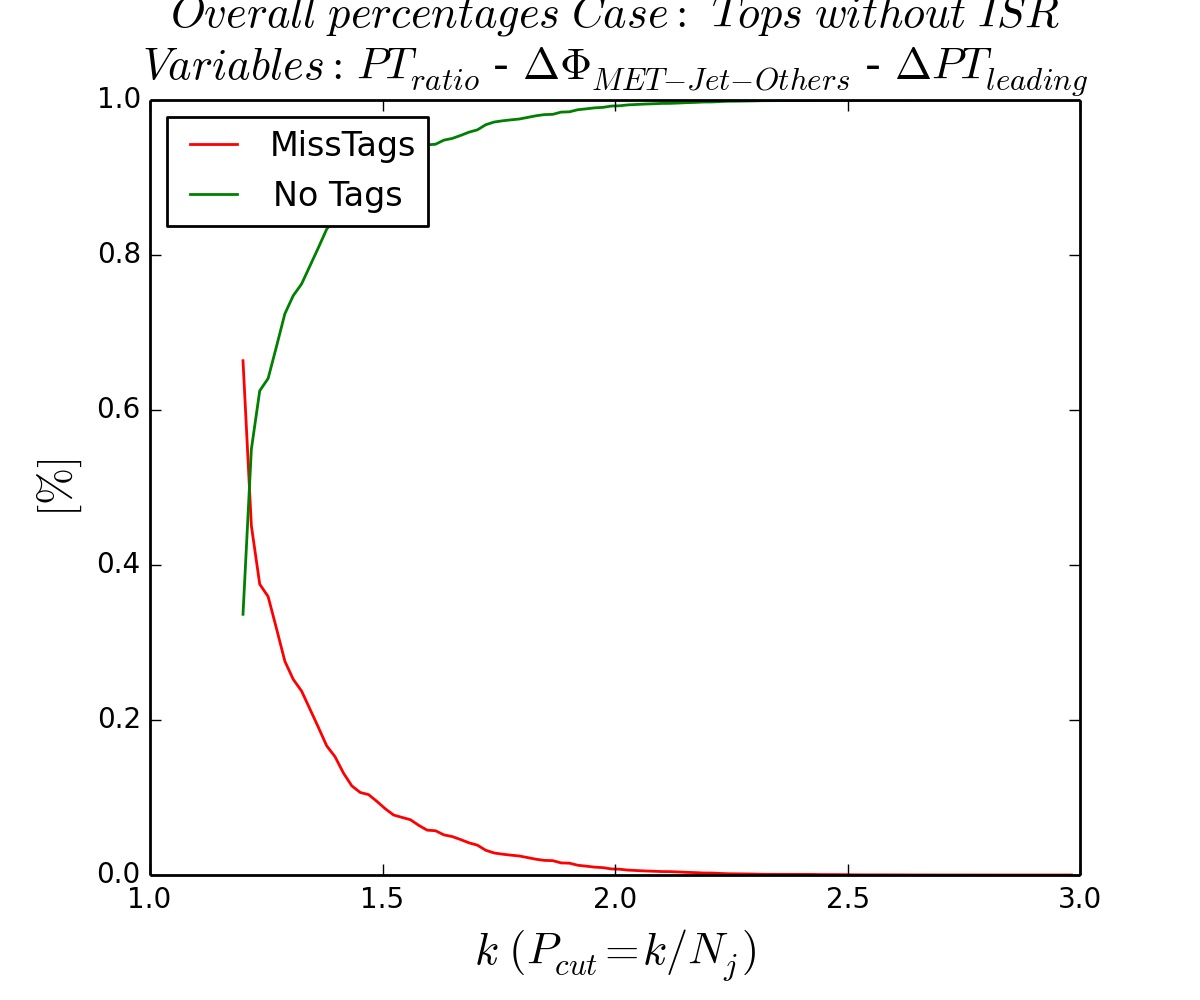 Overall percentages Case: Tops without ISR
Variables: PT_ratio - ΔΦ_MET−Jet−Others - ΔPT_leading
1.0
MissTags
No Tags
0.8
0.6
[%]
0.4
0.2
0.0
1.0 1.5 2.0 2.5 3.0
k (P_cut=k/N_j)